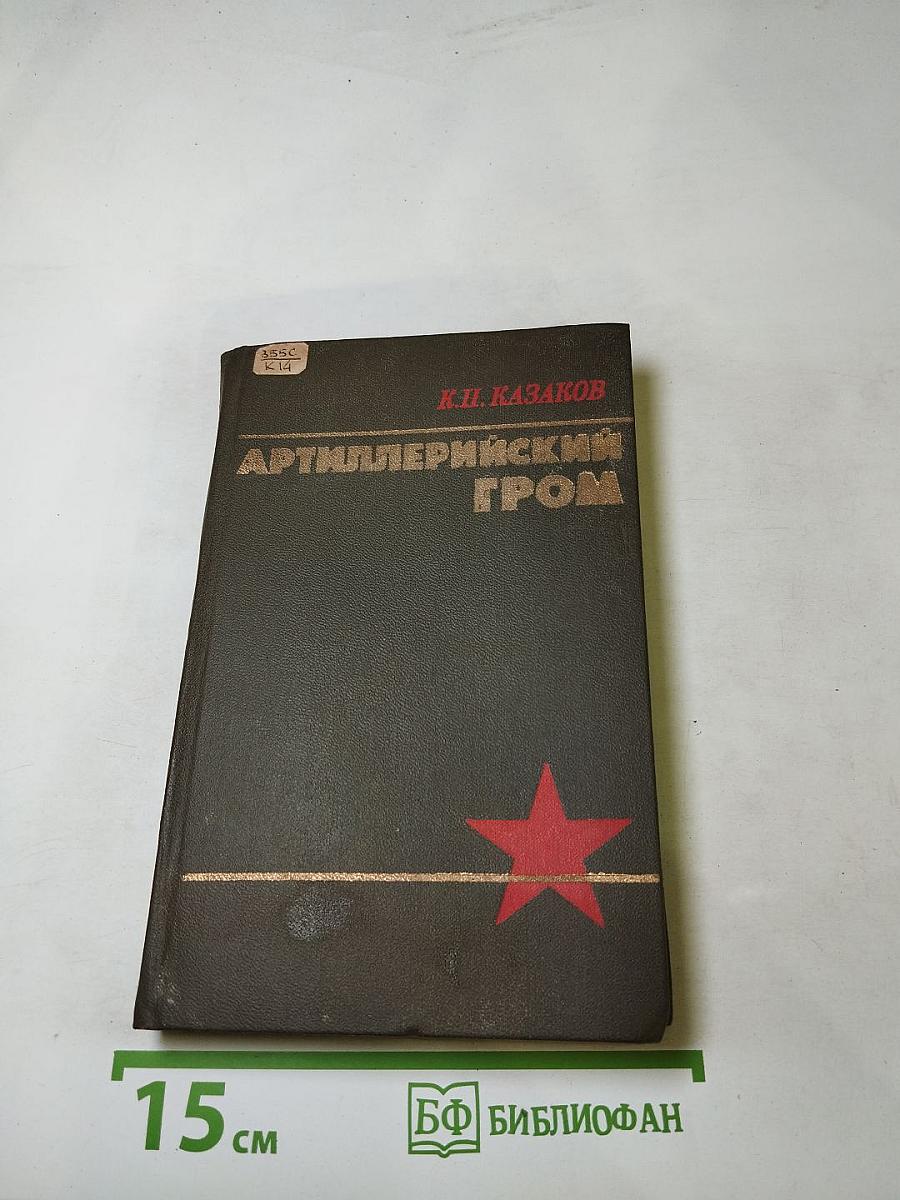 355С
К14
К.П. КАЗАКОВ
АРТИЛЛЕРИЙСКИЙ
ГРОМ
15 СМ
БФ БИБЛИОФАН